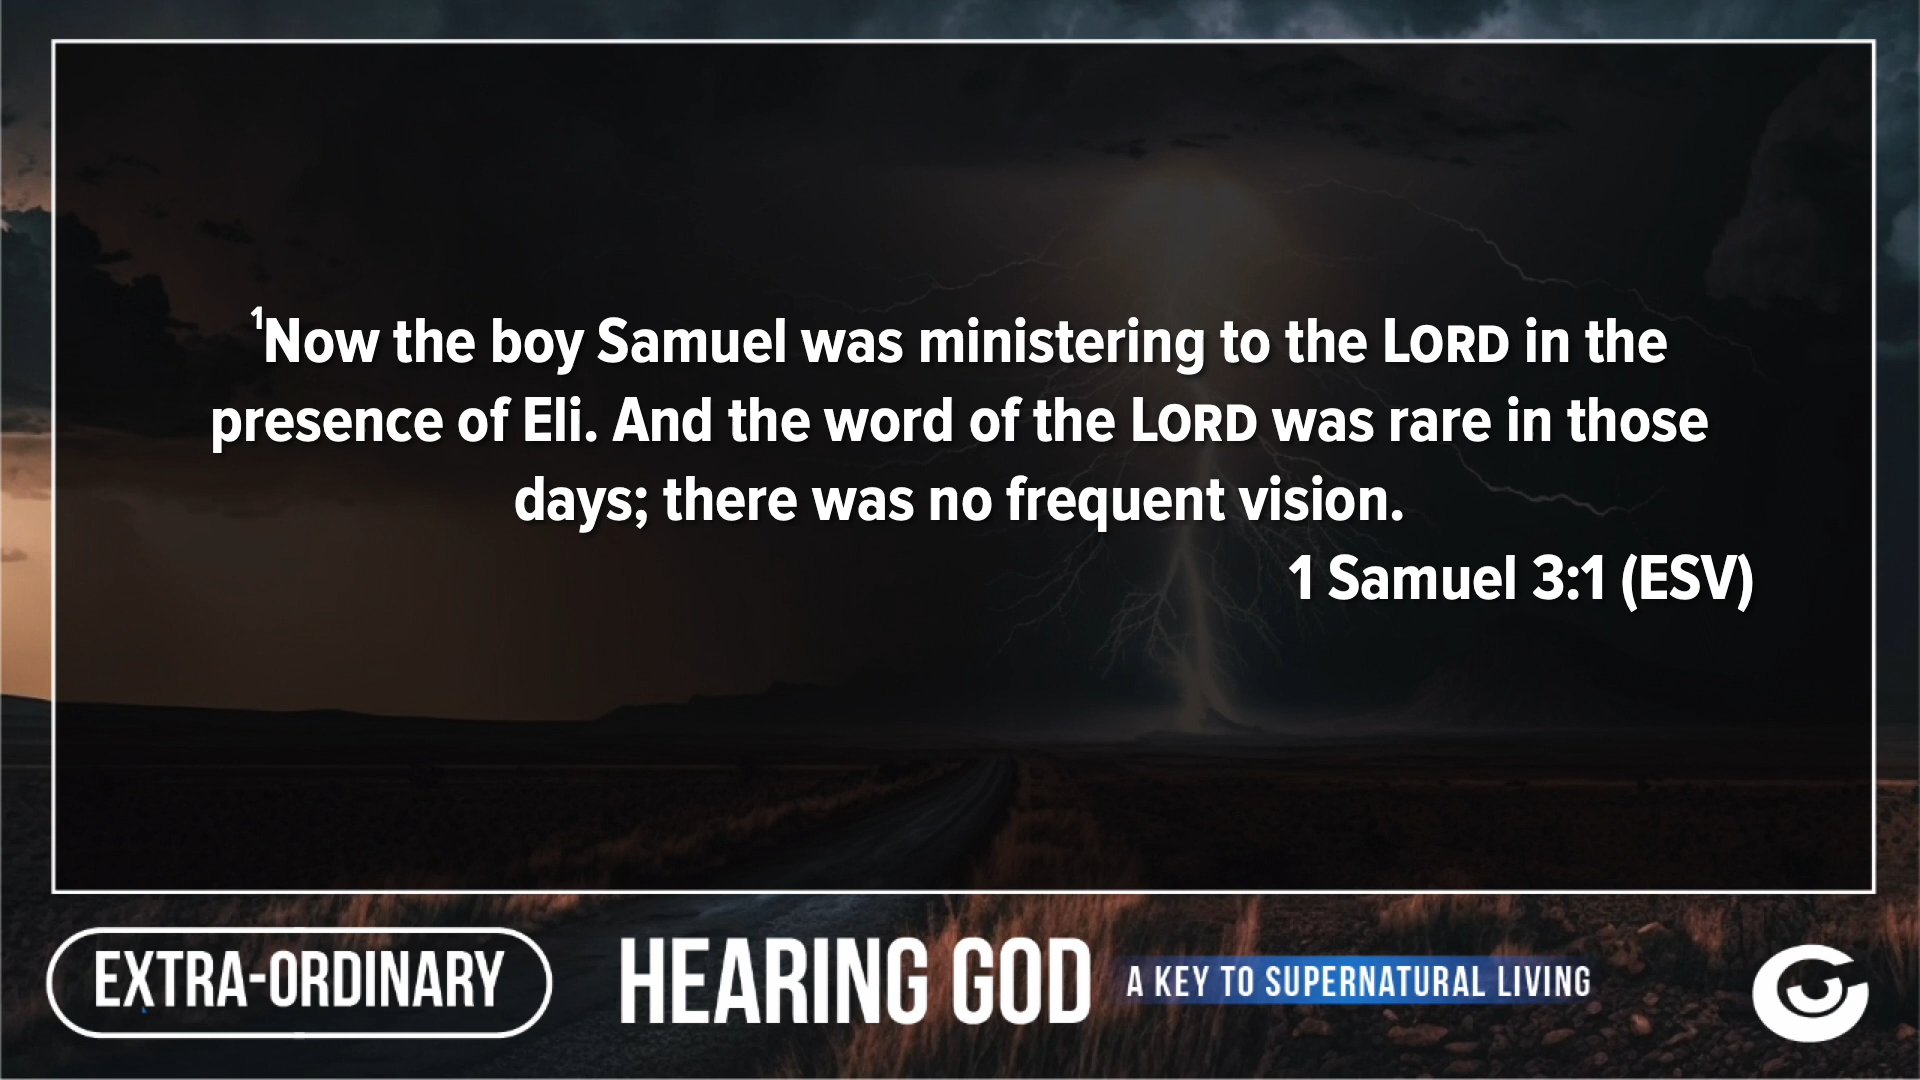 ¹Now the boy Samuel was ministering to the LORD in the
presence of Eli. And the word of the LORD was rare in those
days; there was no frequent vision.
1 Samuel 3:1 (ESV)
EXTRA-ORDINARY
HEARING GOD
A KEY TO SUPERNATURAL LIVING